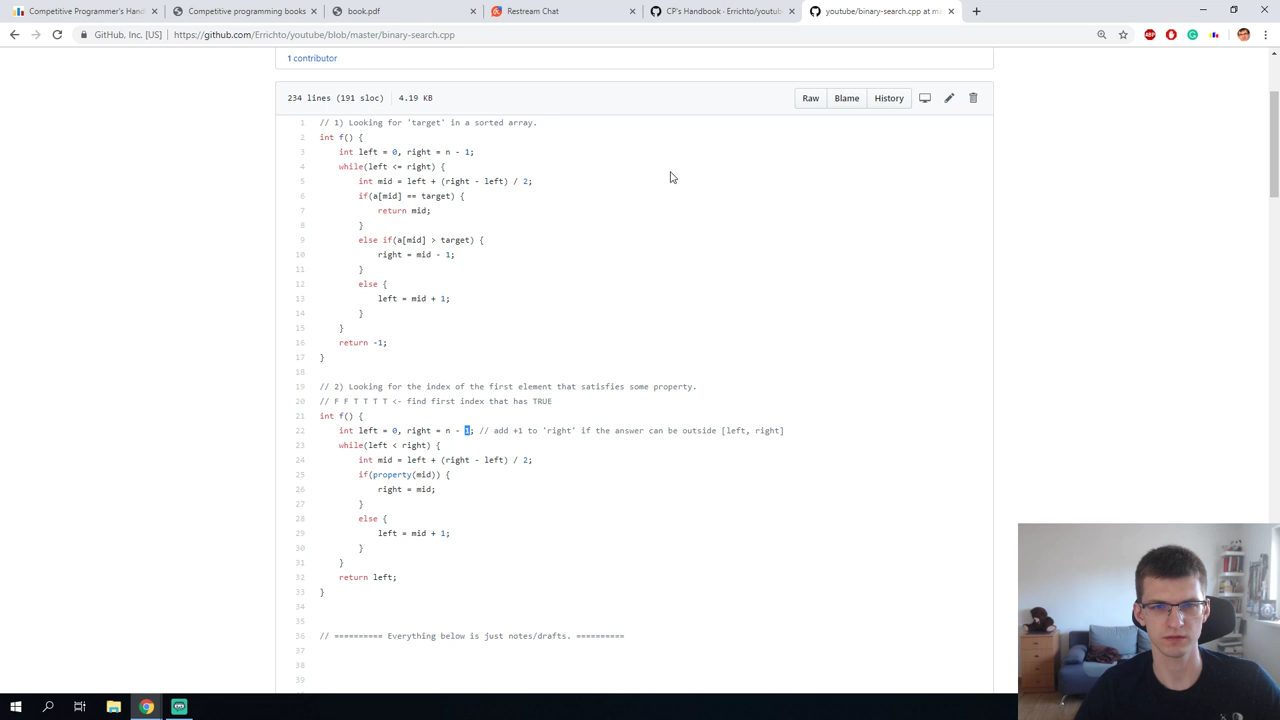 Competitive Programmer's Hand
Competitive programming books
book.pdf
Restream Chat
CP's Handbook · Errichto/youtub
youtube/binary-search.cpp at ma
GitHub, Inc. [US]
https://github.com/Errichto/youtube/blob/master/binary-search.cpp
ABP
1 contributor
234 lines (191 sloc)
4.19 KB
Raw
Blame
History
1 // 1) Looking for 'target' in a sorted array.
2 int f() {
3 int left = 0, right = n - 1;
4 while(left <= right) {
5 int mid = left + (right - left) / 2;
6 if(a[mid] == target) {
7 return mid;
8 }
9 else if(a[mid] > target) {
10 right = mid - 1;
11 }
12 else {
13 left = mid + 1;
14 }
15 }
16 return -1;
17 }
18
19 // 2) Looking for the index of the first element that satisfies some property.
20 // F F T T T T <- find first index that has TRUE
21 int f() {
22 int left = 0, right = n - 1; // add +1 to 'right' if the answer can be outside [left, right]
23 while(left < right) {
24 int mid = left + (right - left) / 2;
25 if(property(mid)) {
26 right = mid;
27 }
28 else {
29 left = mid + 1;
30 }
31 }
32 return left;
33 }
34
35
36 // ========== Everything below is just notes/drafts. ==========
37
38
39